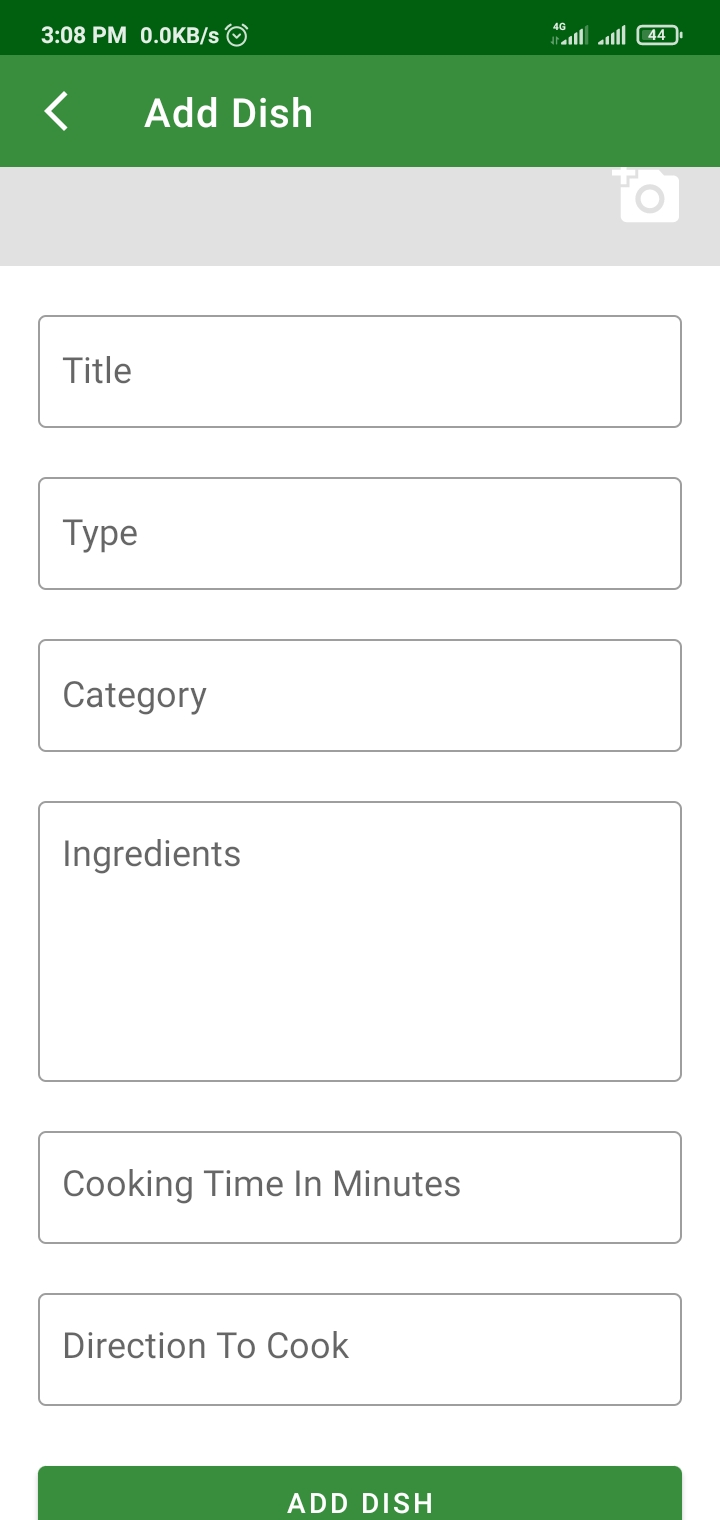 3:08 PM 0.0KB/s 4G 44
Add Dish
Title
Type
Category
Ingredients
Cooking Time In Minutes
Direction To Cook
ADD DISH